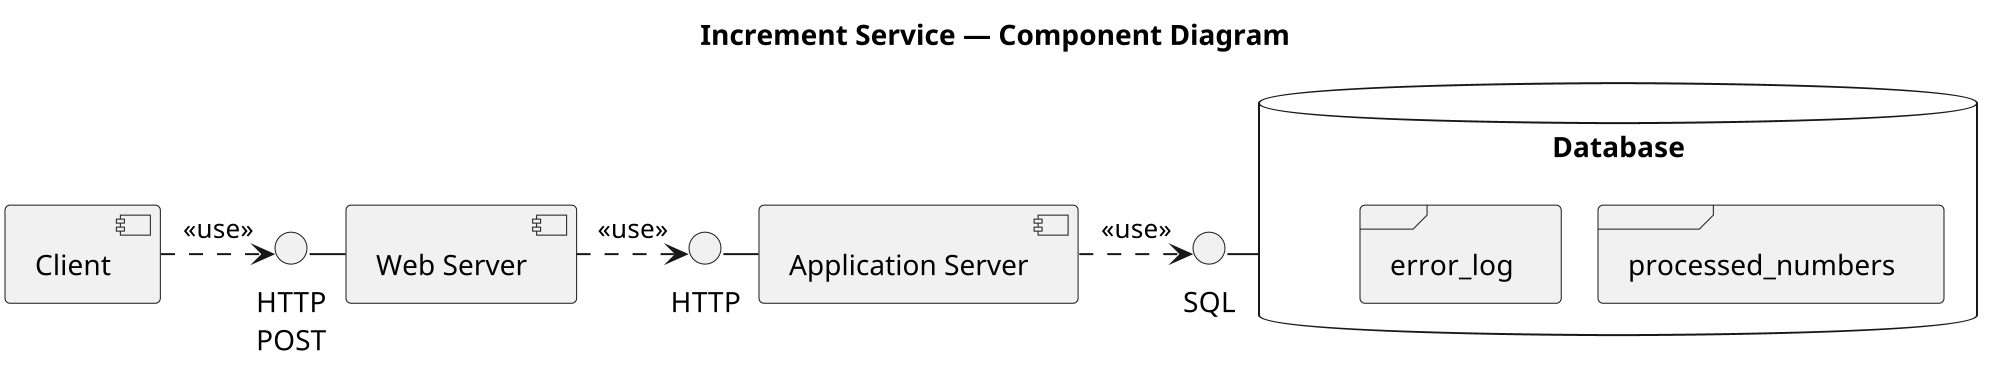 Increment Service — Component Diagram
Database
«use»
«use»
«use»
Client
Web Server
Application Server
error_log
processed_numbers
HTTP
POST
HTTP
SQL